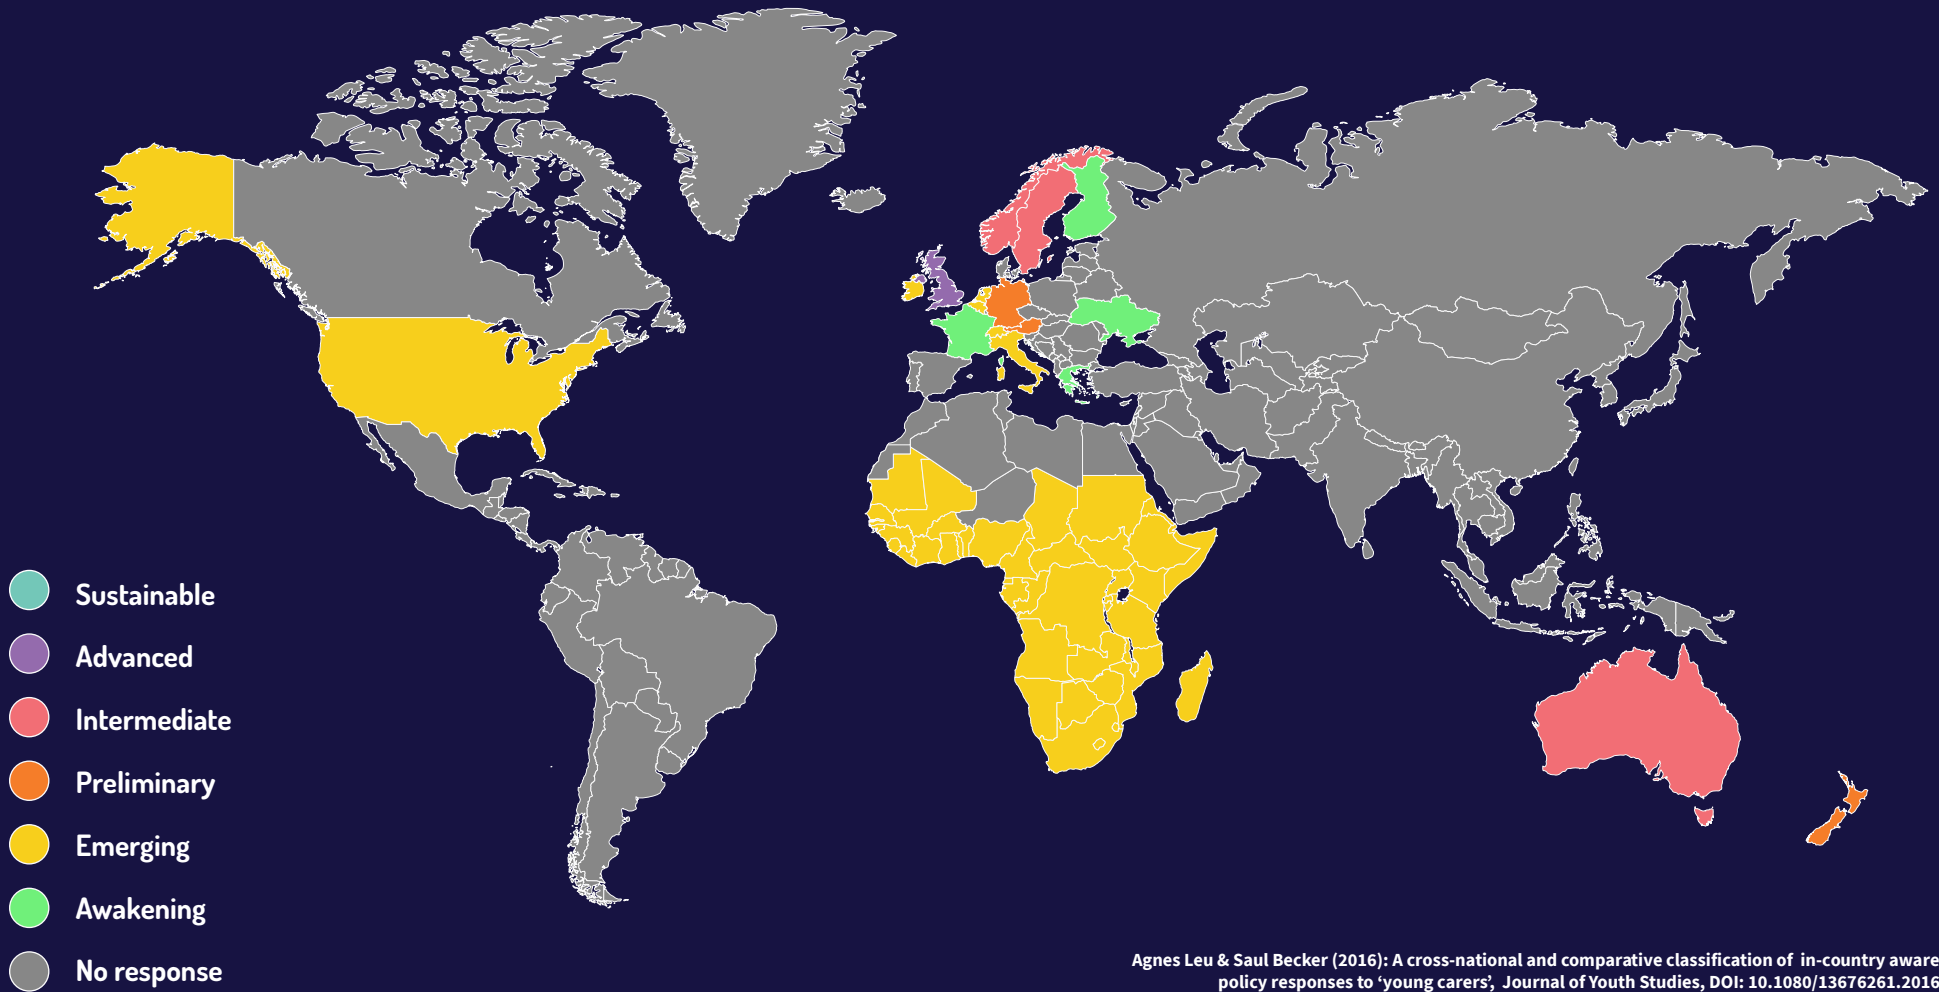 Sustainable
Advanced
Intermediate
Preliminary
Emerging
Awakening
No response
Agnes Leu & Saul Becker (2016): A cross-national and comparative classification of in-country aware
policy responses to ‘young carers’, Journal of Youth Studies, DOI: 10.1080/13676261.2016